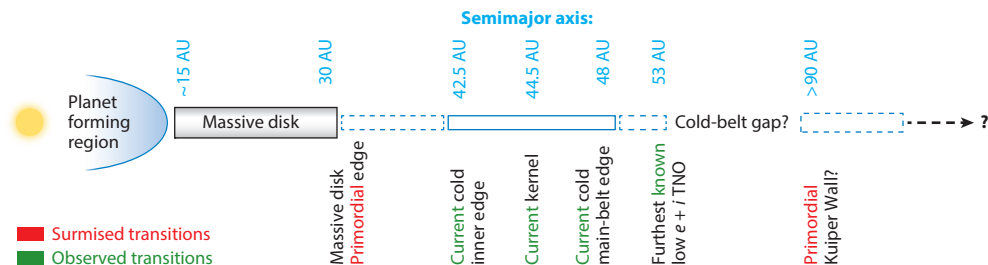 Semimajor axis:
~15 AU
30 AU
42.5 AU
44.5 AU
48 AU
53 AU
>90 AU
Planet
forming
region
Massive disk
Cold-belt gap?
?
Massive disk
Primordial edge
Current cold
inner edge
Current kernel
Current cold
main-belt edge
Furthest known
low e + i TNO
Primordial
Kuiper Wall?
Surmised transitions
Observed transitions